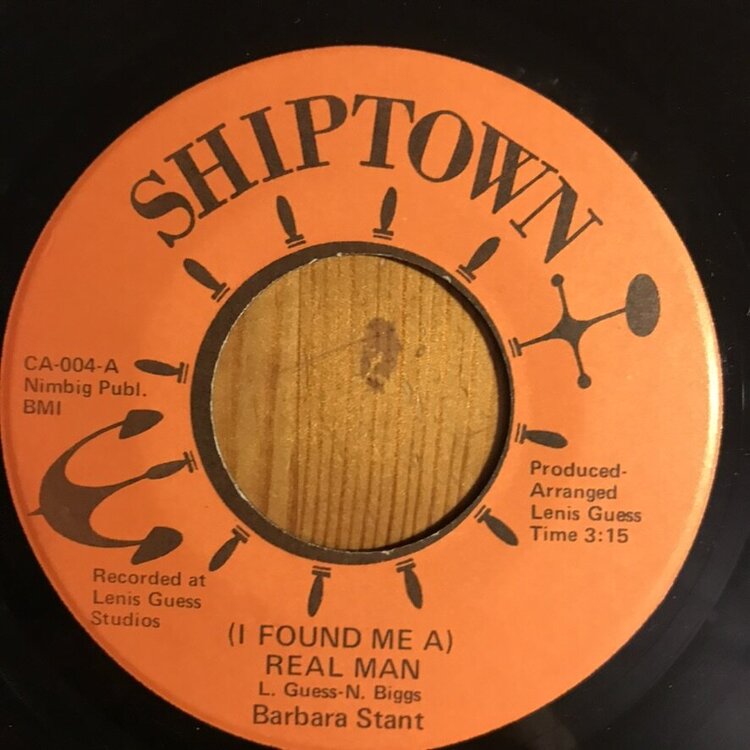 SHIPTOWN
CA-004-A
Nimbig Publ.
BMI
Produced-
Arranged
Lenis Guess
Time 3:15
Recorded at
Lenis Guess
Studios
(I FOUND ME A)
REAL MAN
L. Guess-N. Biggs
Barbara Stant